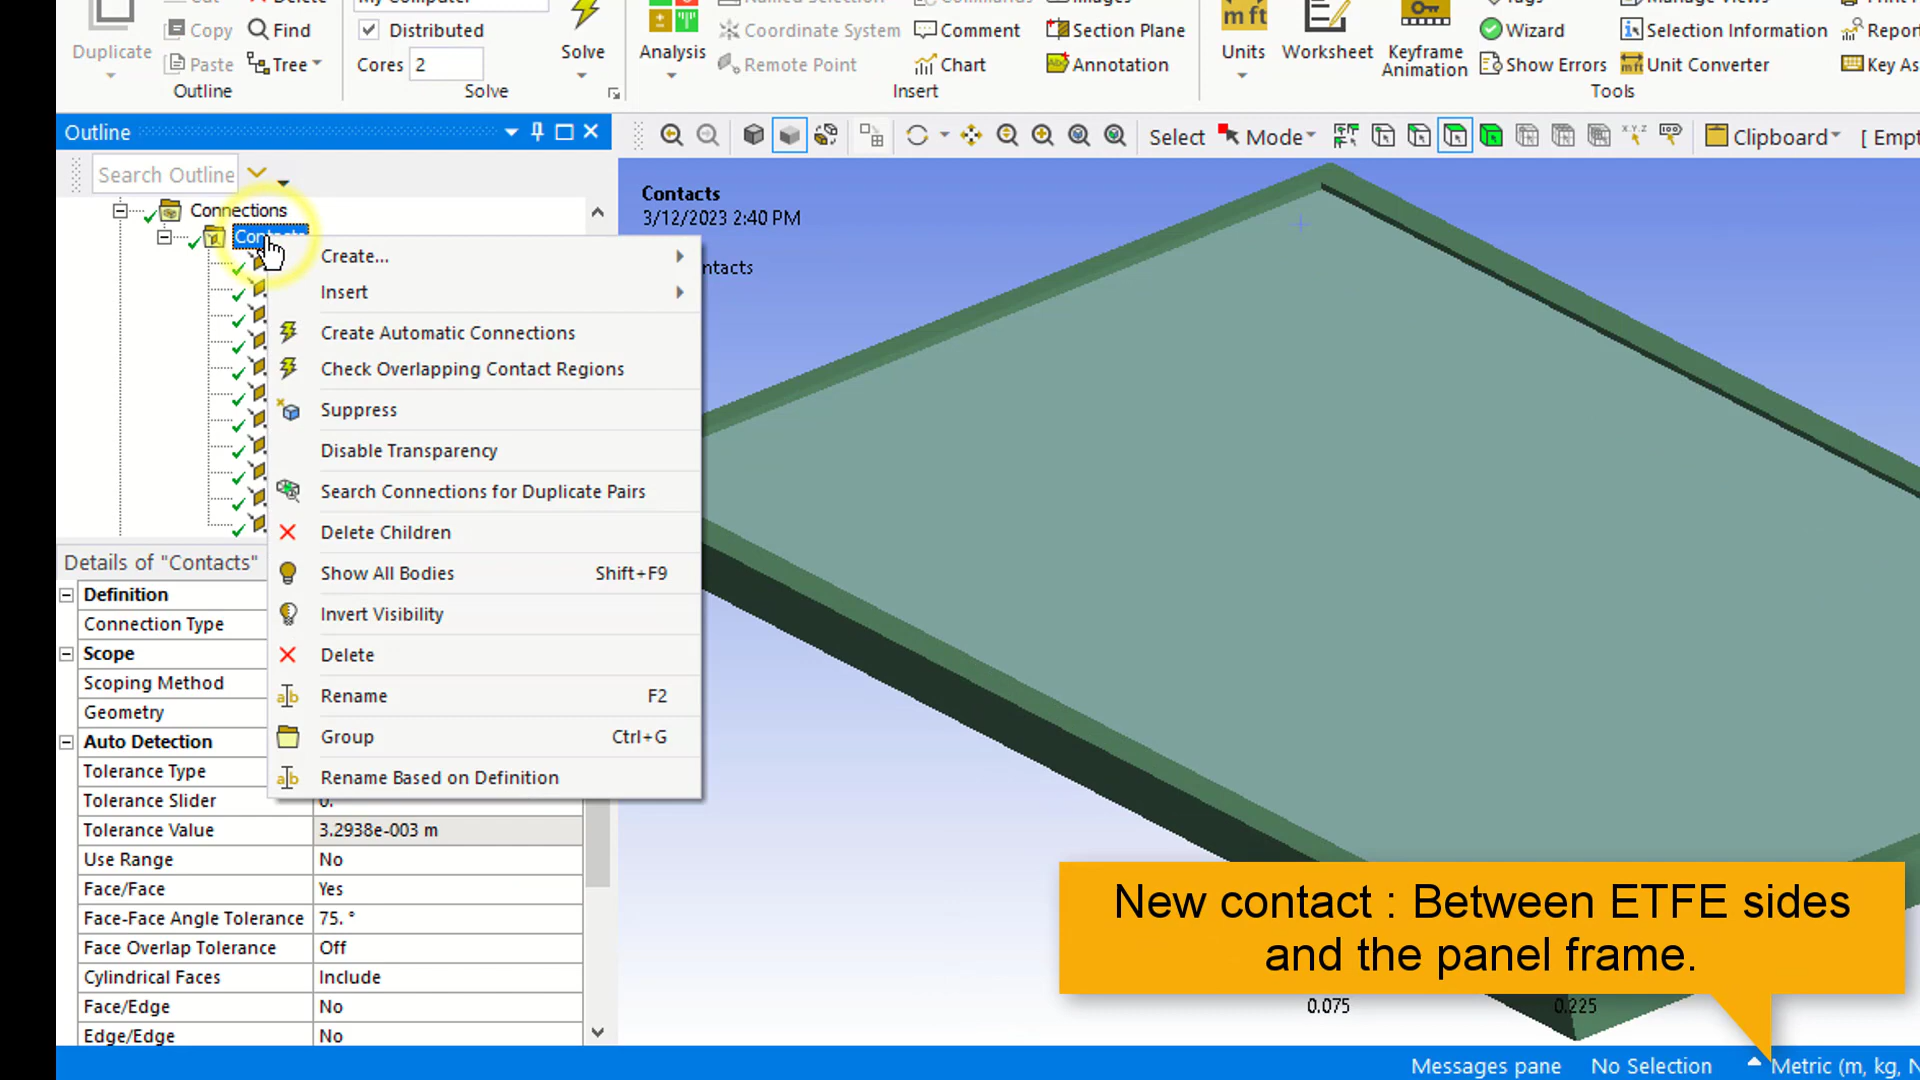 Duplicate
Copy
Paste
Find
Tree
Outline
Distributed
Cores 2
Solve
Solve
Analysis
Coordinate System
Remote Point
Comment
Chart
Section Plane
Annotation
Insert
Units
Worksheet
Keyframe
Animation
Wizard
Show Errors
Selection Information
Unit Converter
Key As
Tools
Outline
Search Outline
Select
Mode
Clipboard
[ Empt
Connections
Contacts
Contacts
3/12/2023 2:40 PM
ntacts
Create...
Insert
Create Automatic Connections
Check Overlapping Contact Regions
Suppress
Disable Transparency
Search Connections for Duplicate Pairs
Delete Children
Show All Bodies Shift+F9
Invert Visibility
Delete
Rename F2
Group Ctrl+G
Rename Based on Definition
Details of "Contacts"
Definition
Connection Type
Scope
Scoping Method
Geometry
Auto Detection
Tolerance Type
Tolerance Slider 0.
Tolerance Value 3.2938e-003 m
Use Range No
Face/Face Yes
Face-Face Angle Tolerance 75. °
Face Overlap Tolerance Off
Cylindrical Faces Include
Face/Edge No
Edge/Edge No
New contact : Between ETFE sides
and the panel frame.
0.075 0.225
Messages pane No Selection Metric (m, kg, N